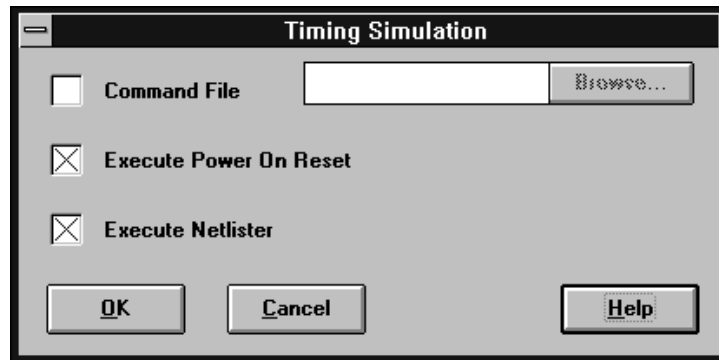 Timing Simulation
Command File Browse...
Execute Power On Reset
Execute Netlister
OK Cancel Help